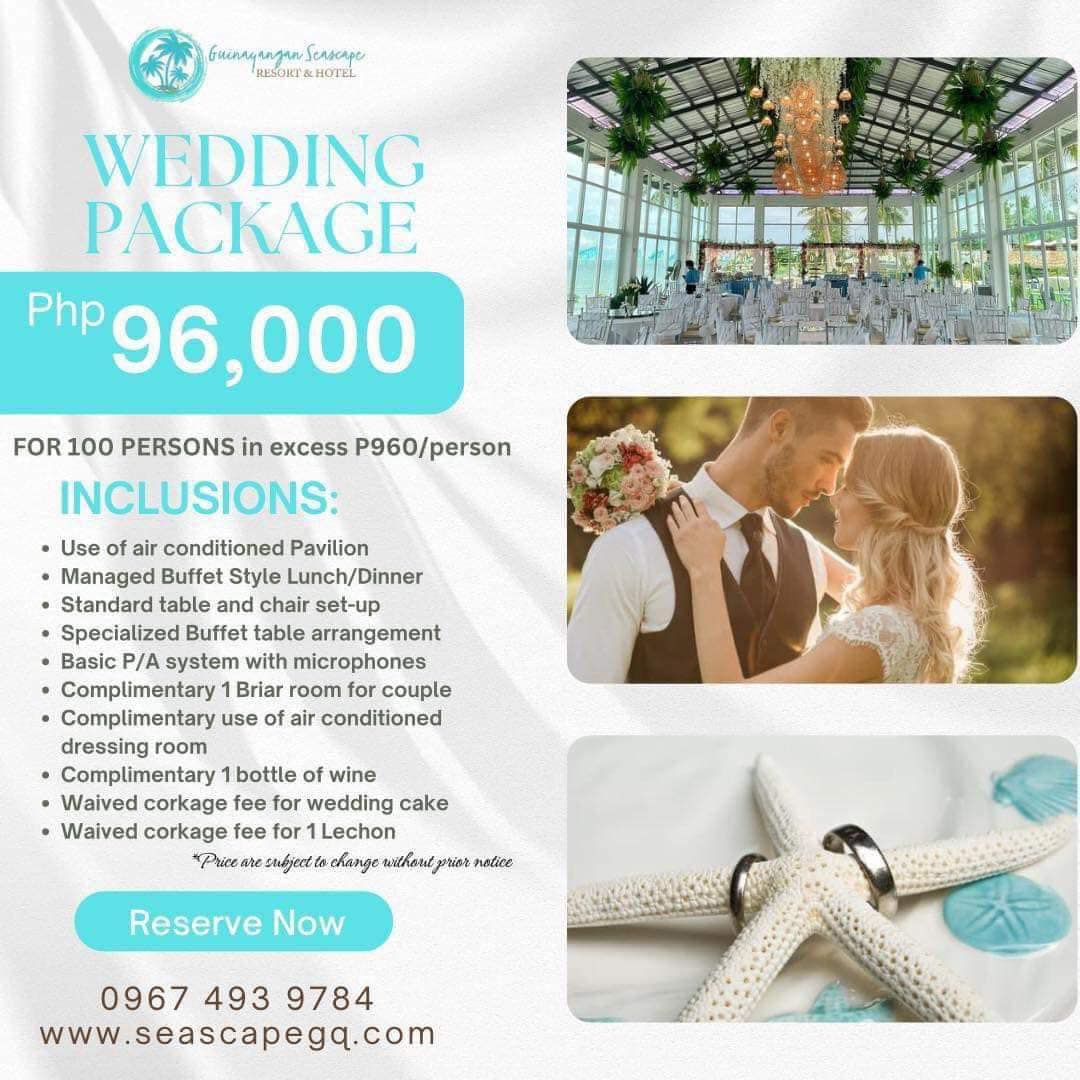 Guinayangan Seascape
RESORT & HOTEL
WEDDING
PACKAGE
Php 96,000
FOR 100 PERSONS in excess P960/person
INCLUSIONS:
• Use of air conditioned Pavilion
• Managed Buffet Style Lunch/Dinner
• Standard table and chair set-up
• Specialized Buffet table arrangement
• Basic P/A system with microphones
• Complimentary 1 Briar room for couple
• Complimentary use of air conditioned
dressing room
• Complimentary 1 bottle of wine
• Waived corkage fee for wedding cake
• Waived corkage fee for 1 Lechon
*Price are subject to change without prior notice
Reserve Now
0967 493 9784
www.seascapegq.com